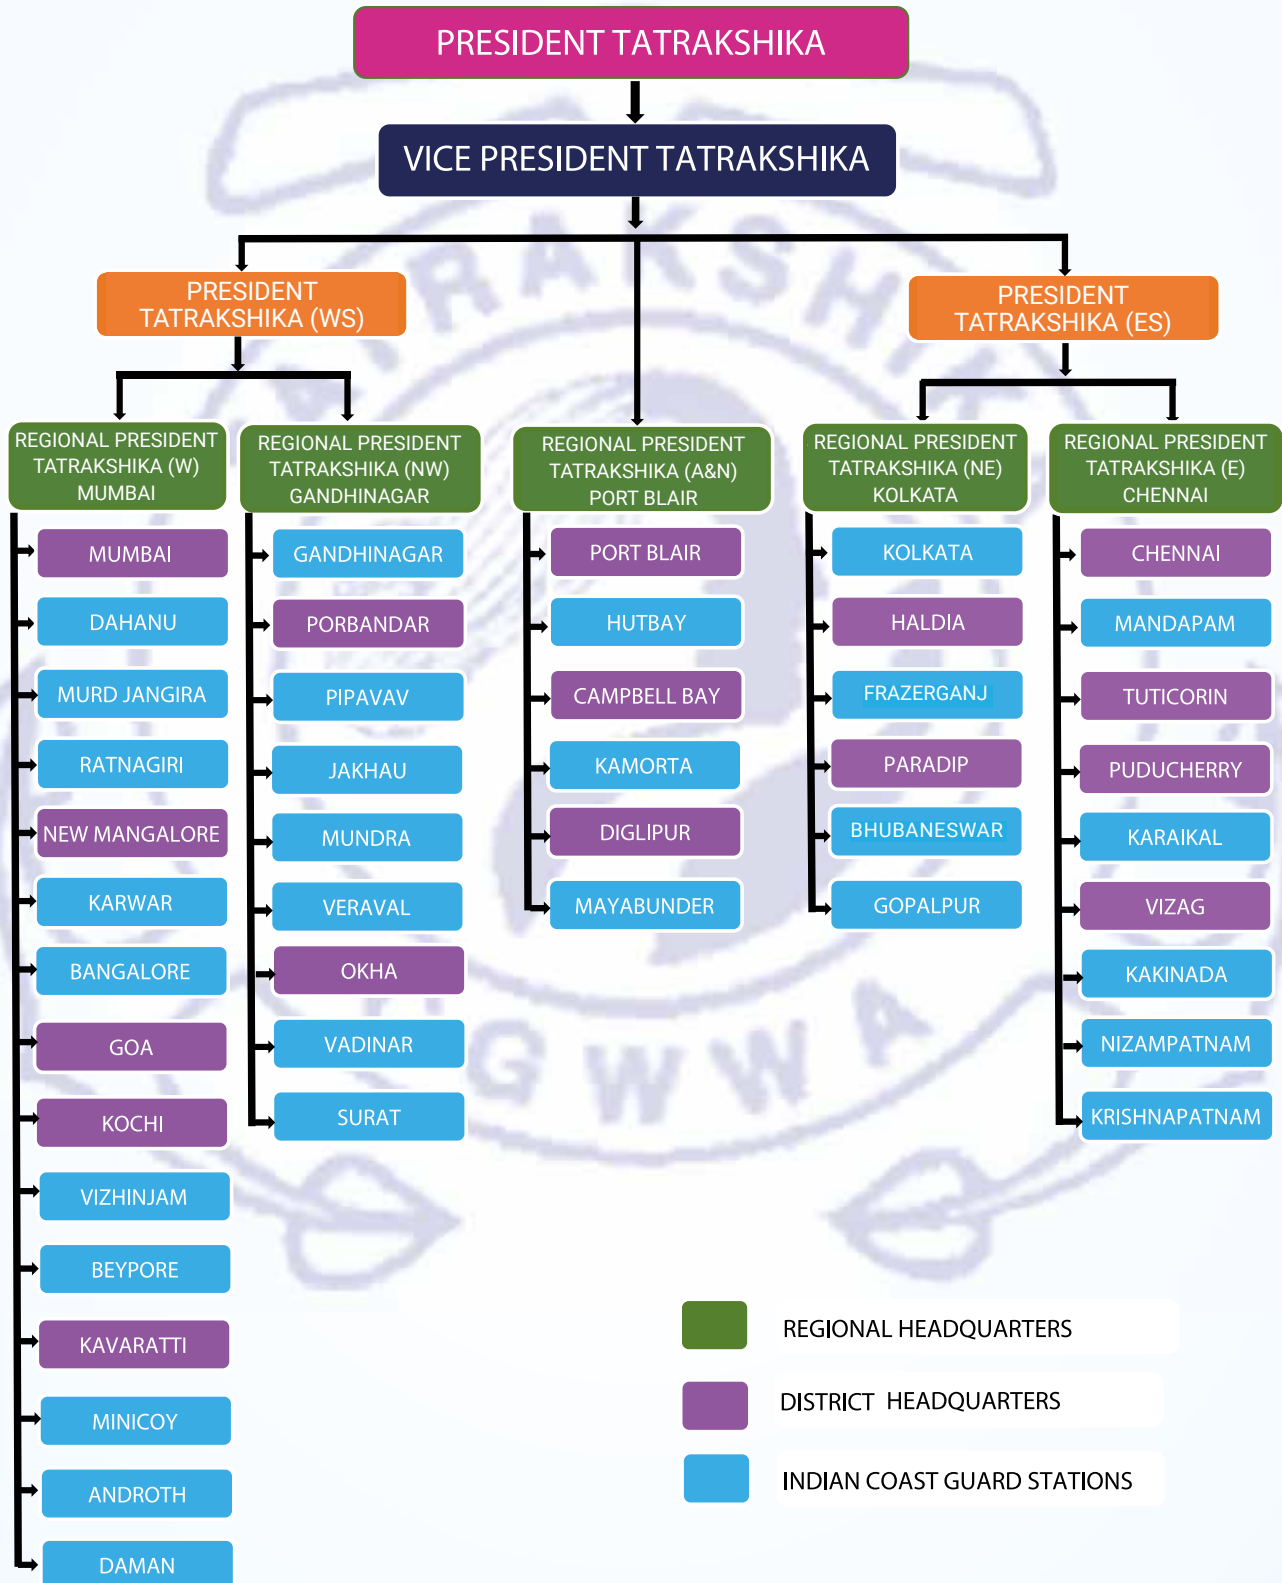 PRESIDENT TATRAKSHIKA
VICE PRESIDENT TATRAKSHIKA
PRESIDENT
TATRAKSHIKA (WS)
PRESIDENT
TATRAKSHIKA (ES)
REGIONAL PRESIDENT
TATRAKSHIKA (W)
MUMBAI
MUMBAI
DAHANU
MURD JANGIRA
RATNAGIRI
NEW MANGALORE
KARWAR
BANGALORE
GOA
KOCHI
VIZHINJAM
BEYPORE
KAVARATTI
MINICOY
ANDROTH
DAMAN
REGIONAL PRESIDENT
TATRAKSHIKA (NW)
GANDHINAGAR
GANDHINAGAR
PORBANDAR
PIPAVAV
JAKHAU
MUNDRA
VERAVAL
OKHA
VADINAR
SURAT
REGIONAL PRESIDENT
TATRAKSHIKA (A&N)
PORT BLAIR
PORT BLAIR
HUTBAY
CAMPBELL BAY
KAMORTA
DIGLIPUR
MAYABUNDER
REGIONAL PRESIDENT
TATRAKSHIKA (NE)
KOLKATA
KOLKATA
HALDIA
FRAZERGANJ
PARADIP
BHUBANESWAR
GOPALPUR
REGIONAL PRESIDENT
TATRAKSHIKA (E)
CHENNAI
CHENNAI
MANDAPAM
TUTICORIN
PUDUCHERRY
KARAIKAL
VIZAG
KAKINADA
NIZAMPATNAM
KRISHNAPATNAM
REGIONAL HEADQUARTERS
DISTRICT HEADQUARTERS
INDIAN COAST GUARD STATIONS